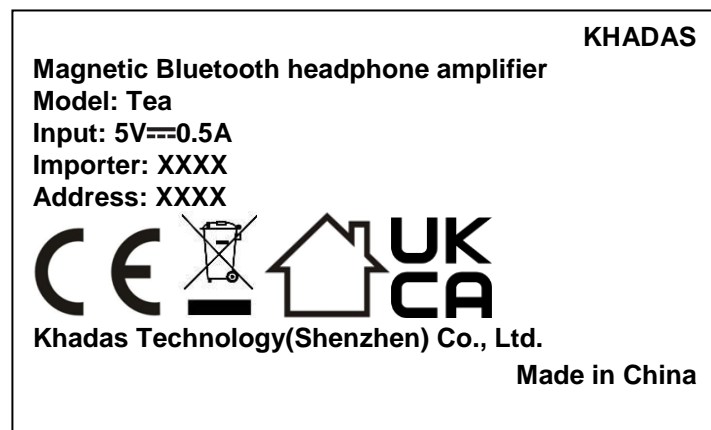 KHADAS
Magnetic Bluetooth headphone amplifier
Model: Tea
Input: 5V⎓0.5A
Importer: XXXX
Address: XXXX
CE UK
CA
Khadas Technology(Shenzhen) Co., Ltd.
Made in China